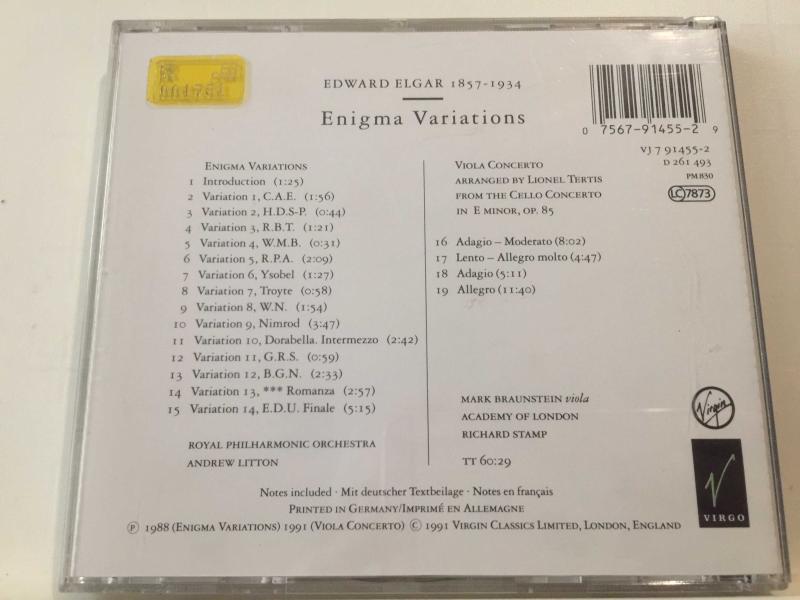 EDWARD ELGAR 1857-1934
Enigma Variations
0 7567-91455-2 9
VJ 7 91455-2
D 261 493
PM 830
LC 7873
ENIGMA VARIATIONS
1 Introduction (1:25)
2 Variation 1, C.A.E. (1:56)
3 Variation 2, H.D.S-P. (0:44)
4 Variation 3, R.B.T. (1:21)
5 Variation 4, W.M.B. (0:31)
6 Variation 5, R.P.A. (2:09)
7 Variation 6, Ysobel (1:27)
8 Variation 7, Troyte (0:58)
9 Variation 8, W.N. (1:54)
10 Variation 9, Nimrod (3:47)
11 Variation 10, Dorabella. Intermezzo (2:42)
12 Variation 11, G.R.S. (0:59)
13 Variation 12, B.G.N. (2:33)
14 Variation 13, *** Romanza (2:57)
15 Variation 14, E.D.U. Finale (5:15)
ROYAL PHILHARMONIC ORCHESTRA
ANDREW LITTON
VIOLA CONCERTO
ARRANGED BY LIONEL TERTIS
FROM THE CELLO CONCERTO
IN E MINOR, OP. 85
16 Adagio – Moderato (8:02)
17 Lento – Allegro molto (4:47)
18 Adagio (5:11)
19 Allegro (11:40)
MARK BRAUNSTEIN viola
ACADEMY OF LONDON
RICHARD STAMP
TT 60:29
Virgin
VIRGO
Notes included · Mit deutscher Textbeilage · Notes en français
PRINTED IN GERMANY/IMPRIMÉ EN ALLEMAGNE
℗ 1988 (ENIGMA VARIATIONS) 1991 (VIOLA CONCERTO) © 1991 VIRGIN CLASSICS LIMITED, LONDON, ENGLAND